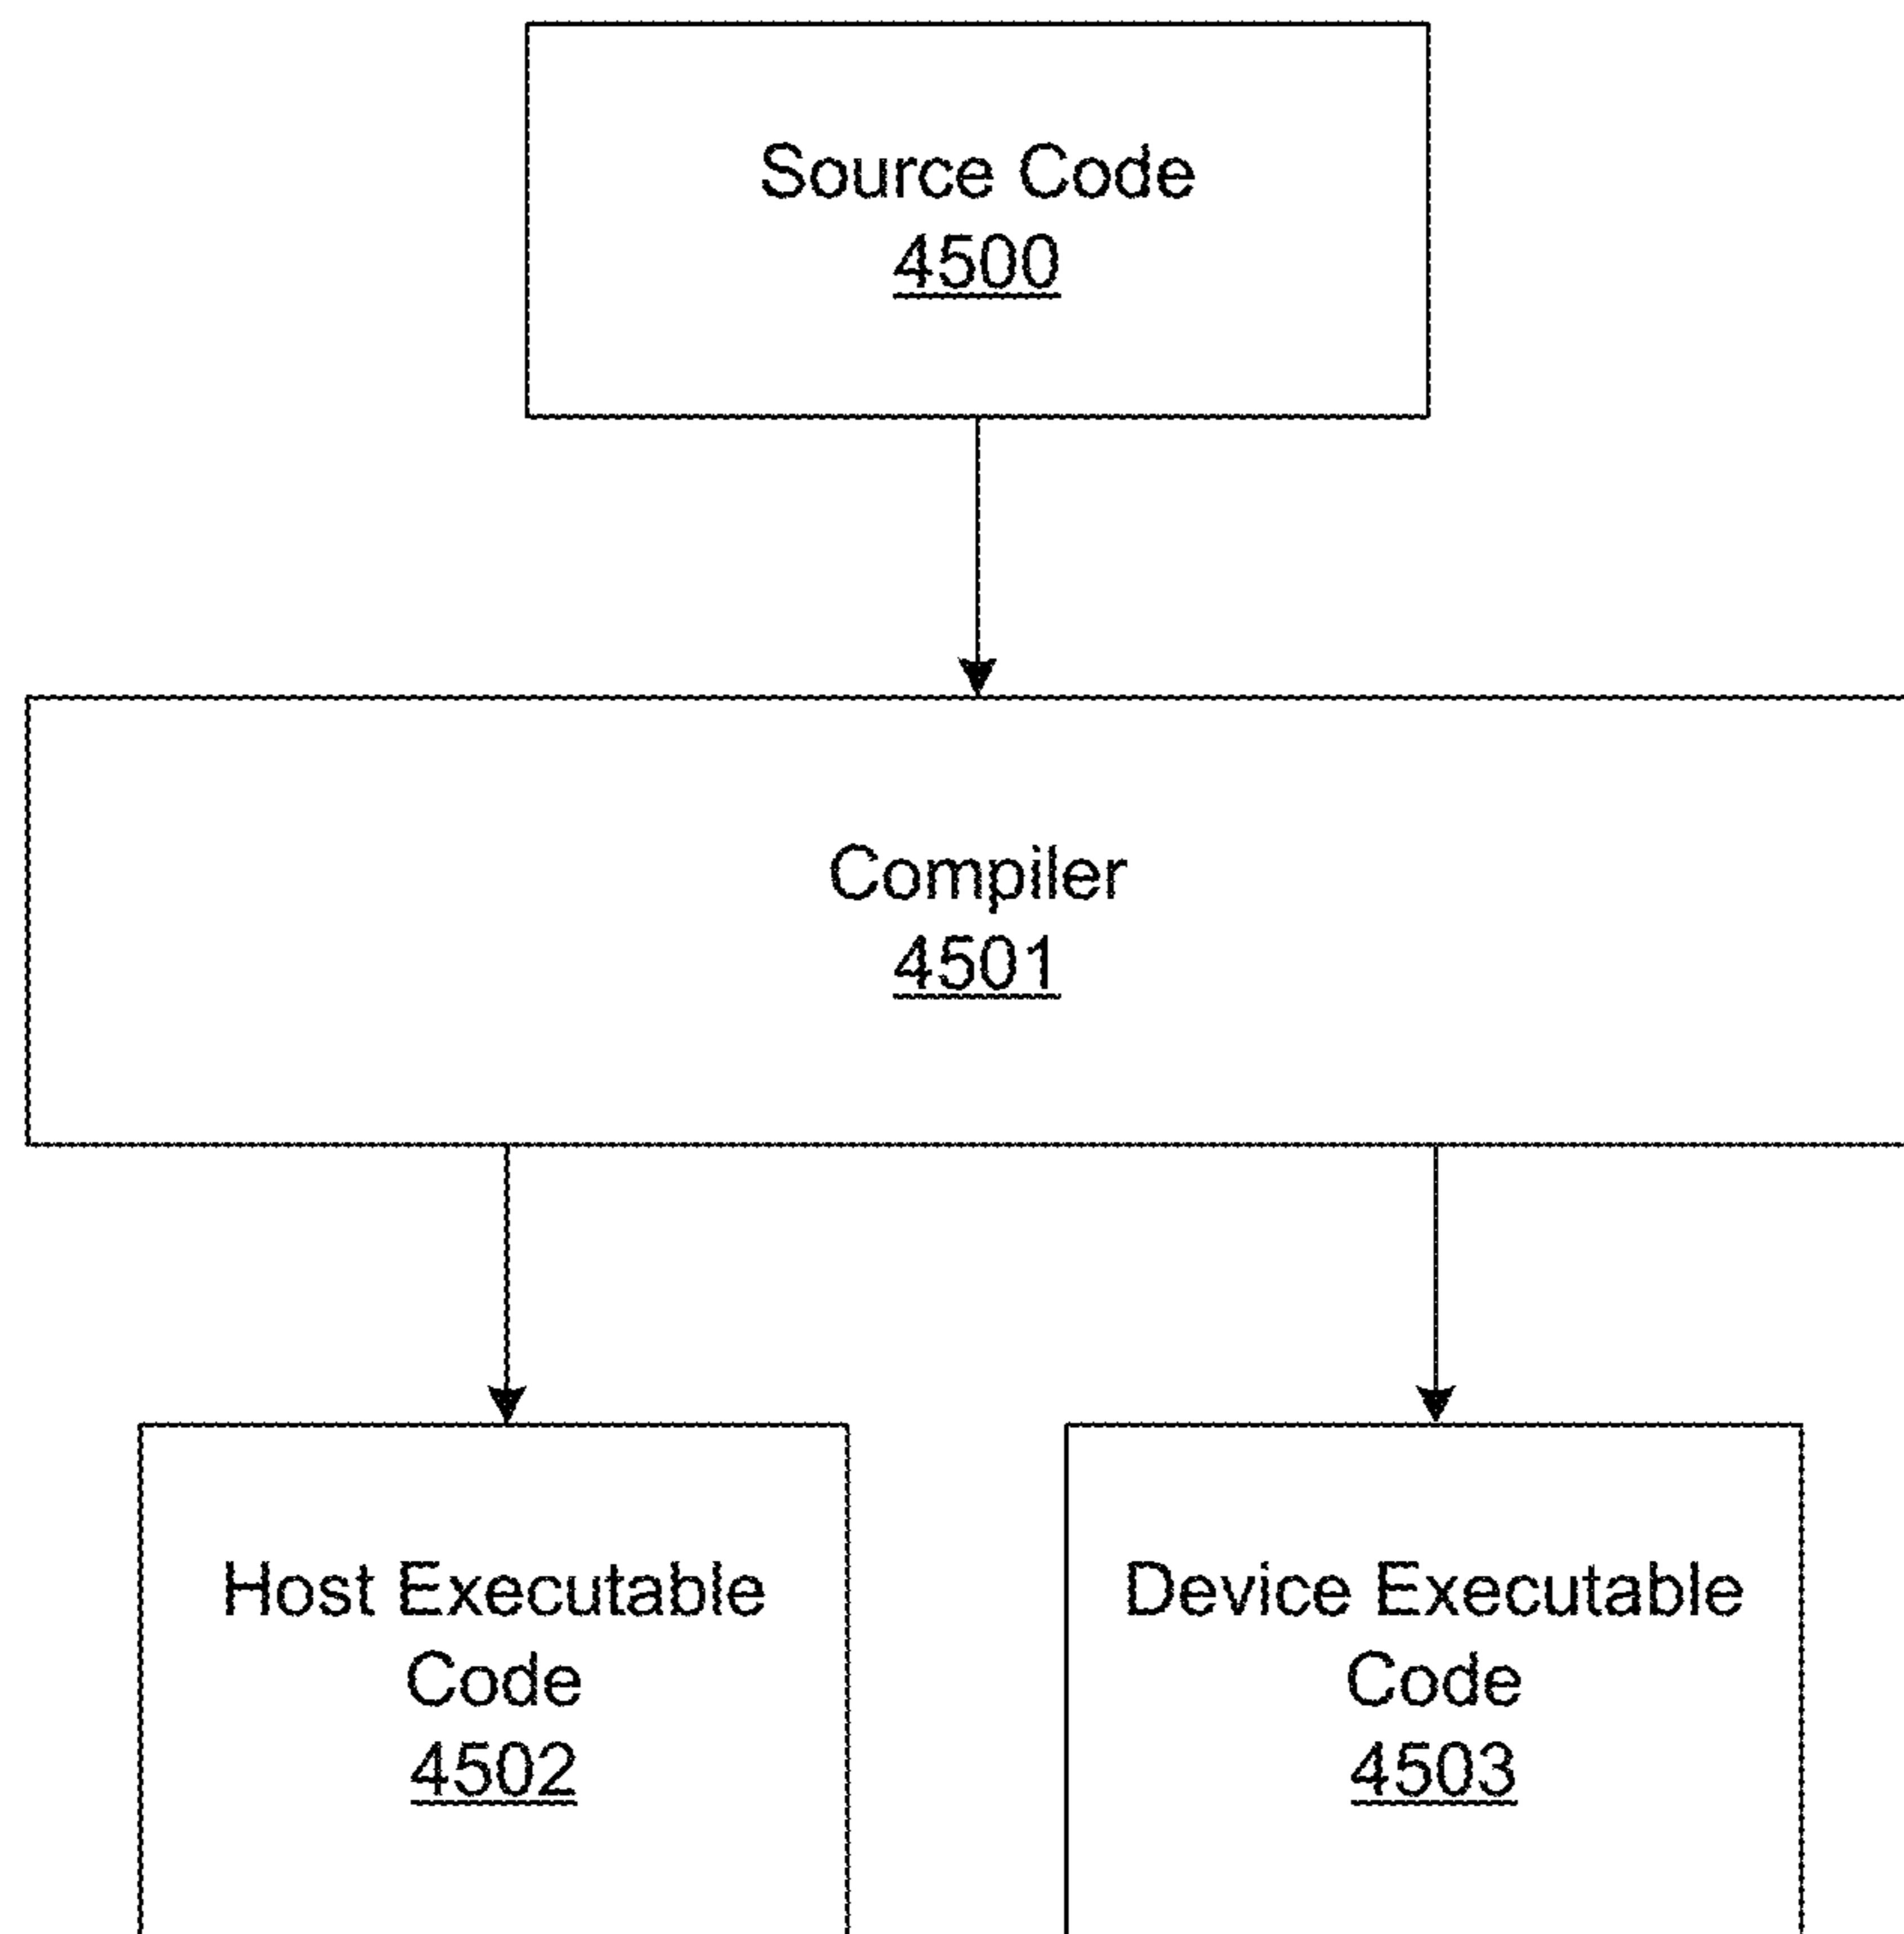 Source Code
4500
Compiler
4501
Host Executable
Code
4502
Device Executable
Code
4503